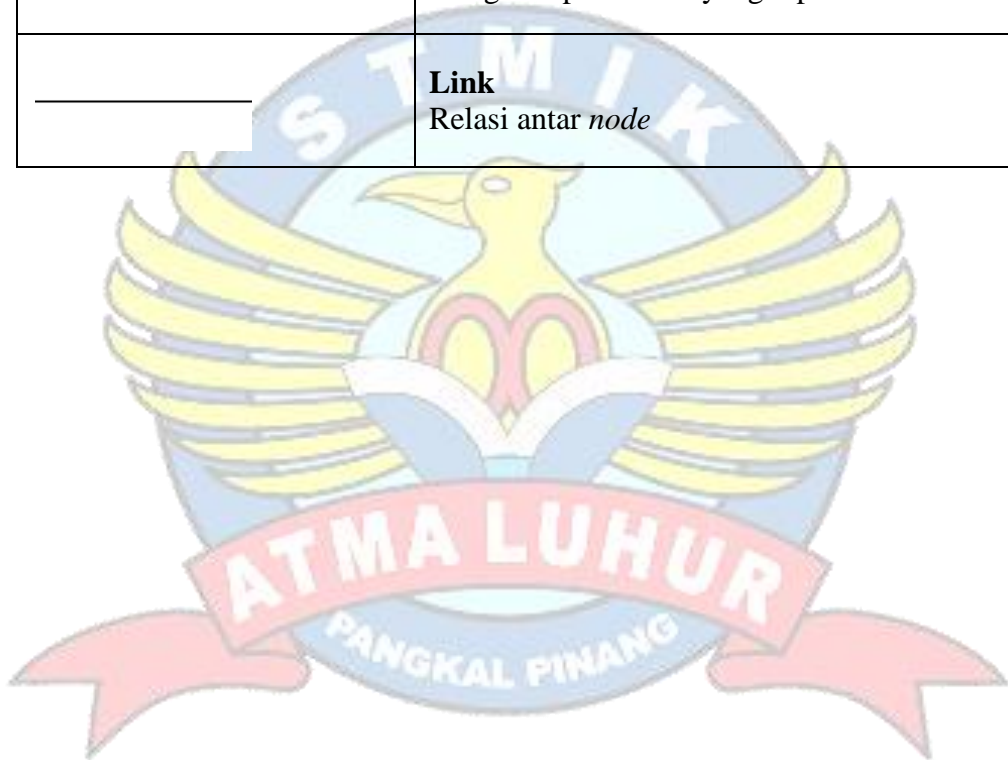 Link
Relasi antar node
STMIK
ATMA LUHUR
PANGKAL PINANG